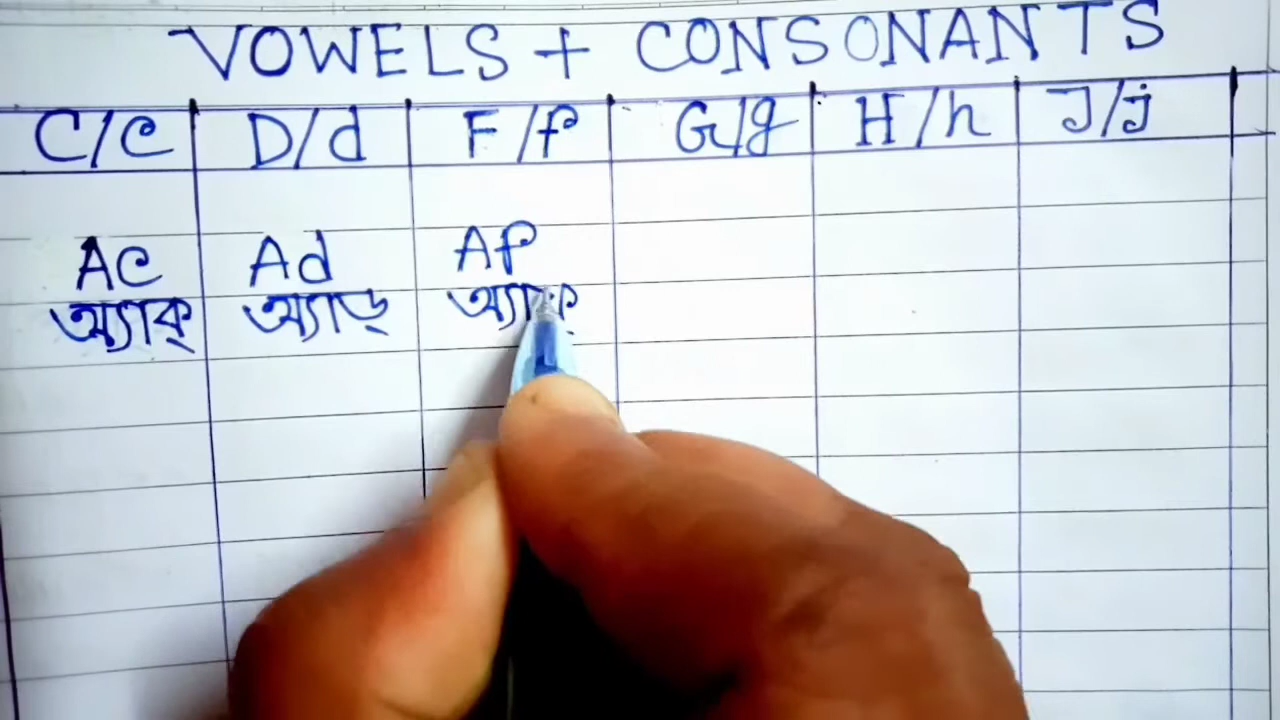 VOWELS + CONSONANTS
C/c D/d F/f G/g H/h J/j
Ac Ad Af
অ্যাক্ অ্যাড্